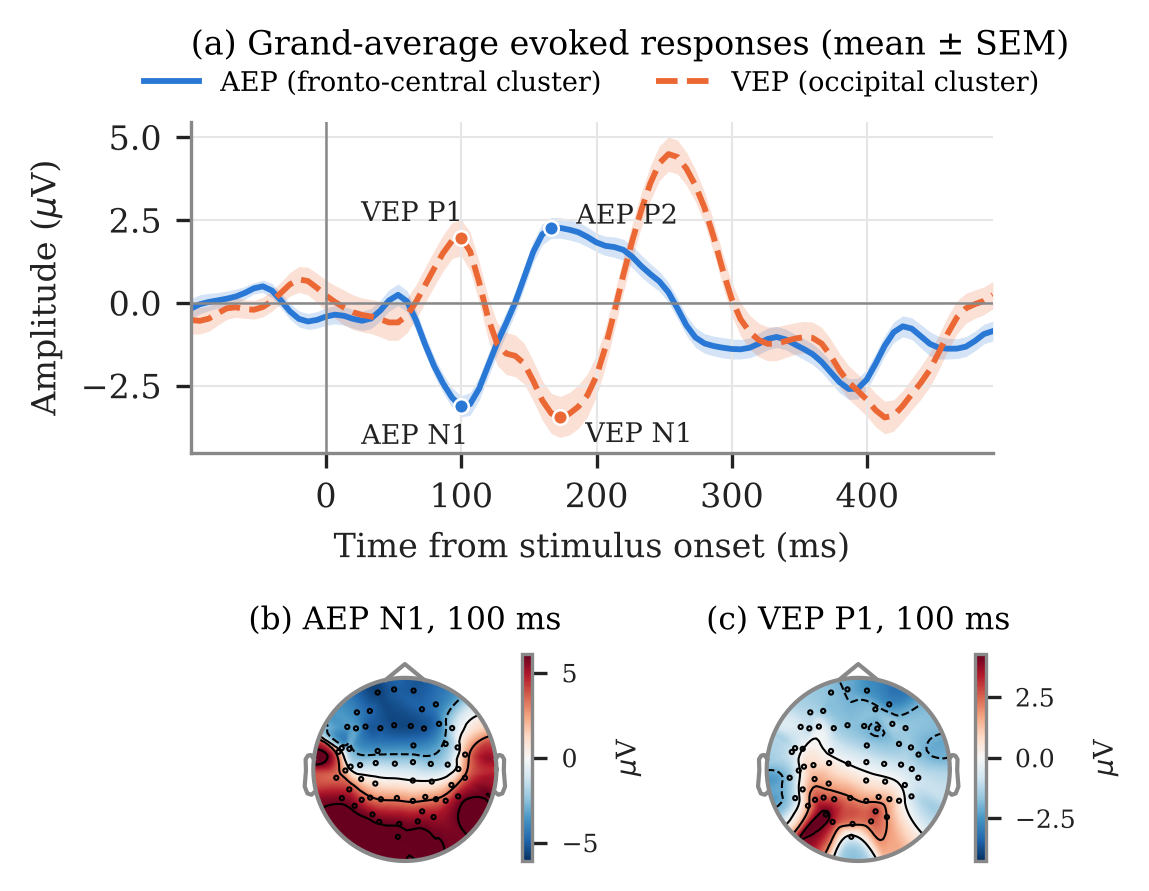 (a) Grand-average evoked responses (mean ± SEM)
AEP (fronto-central cluster) VEP (occipital cluster)
Amplitude (μV)
5.0
2.5
0.0
−2.5
VEP P1
AEP P2
AEP N1
VEP N1
0 100 200 300 400
Time from stimulus onset (ms)
(b) AEP N1, 100 ms
(c) VEP P1, 100 ms
5
0
−5
μV
2.5
0.0
−2.5
μV